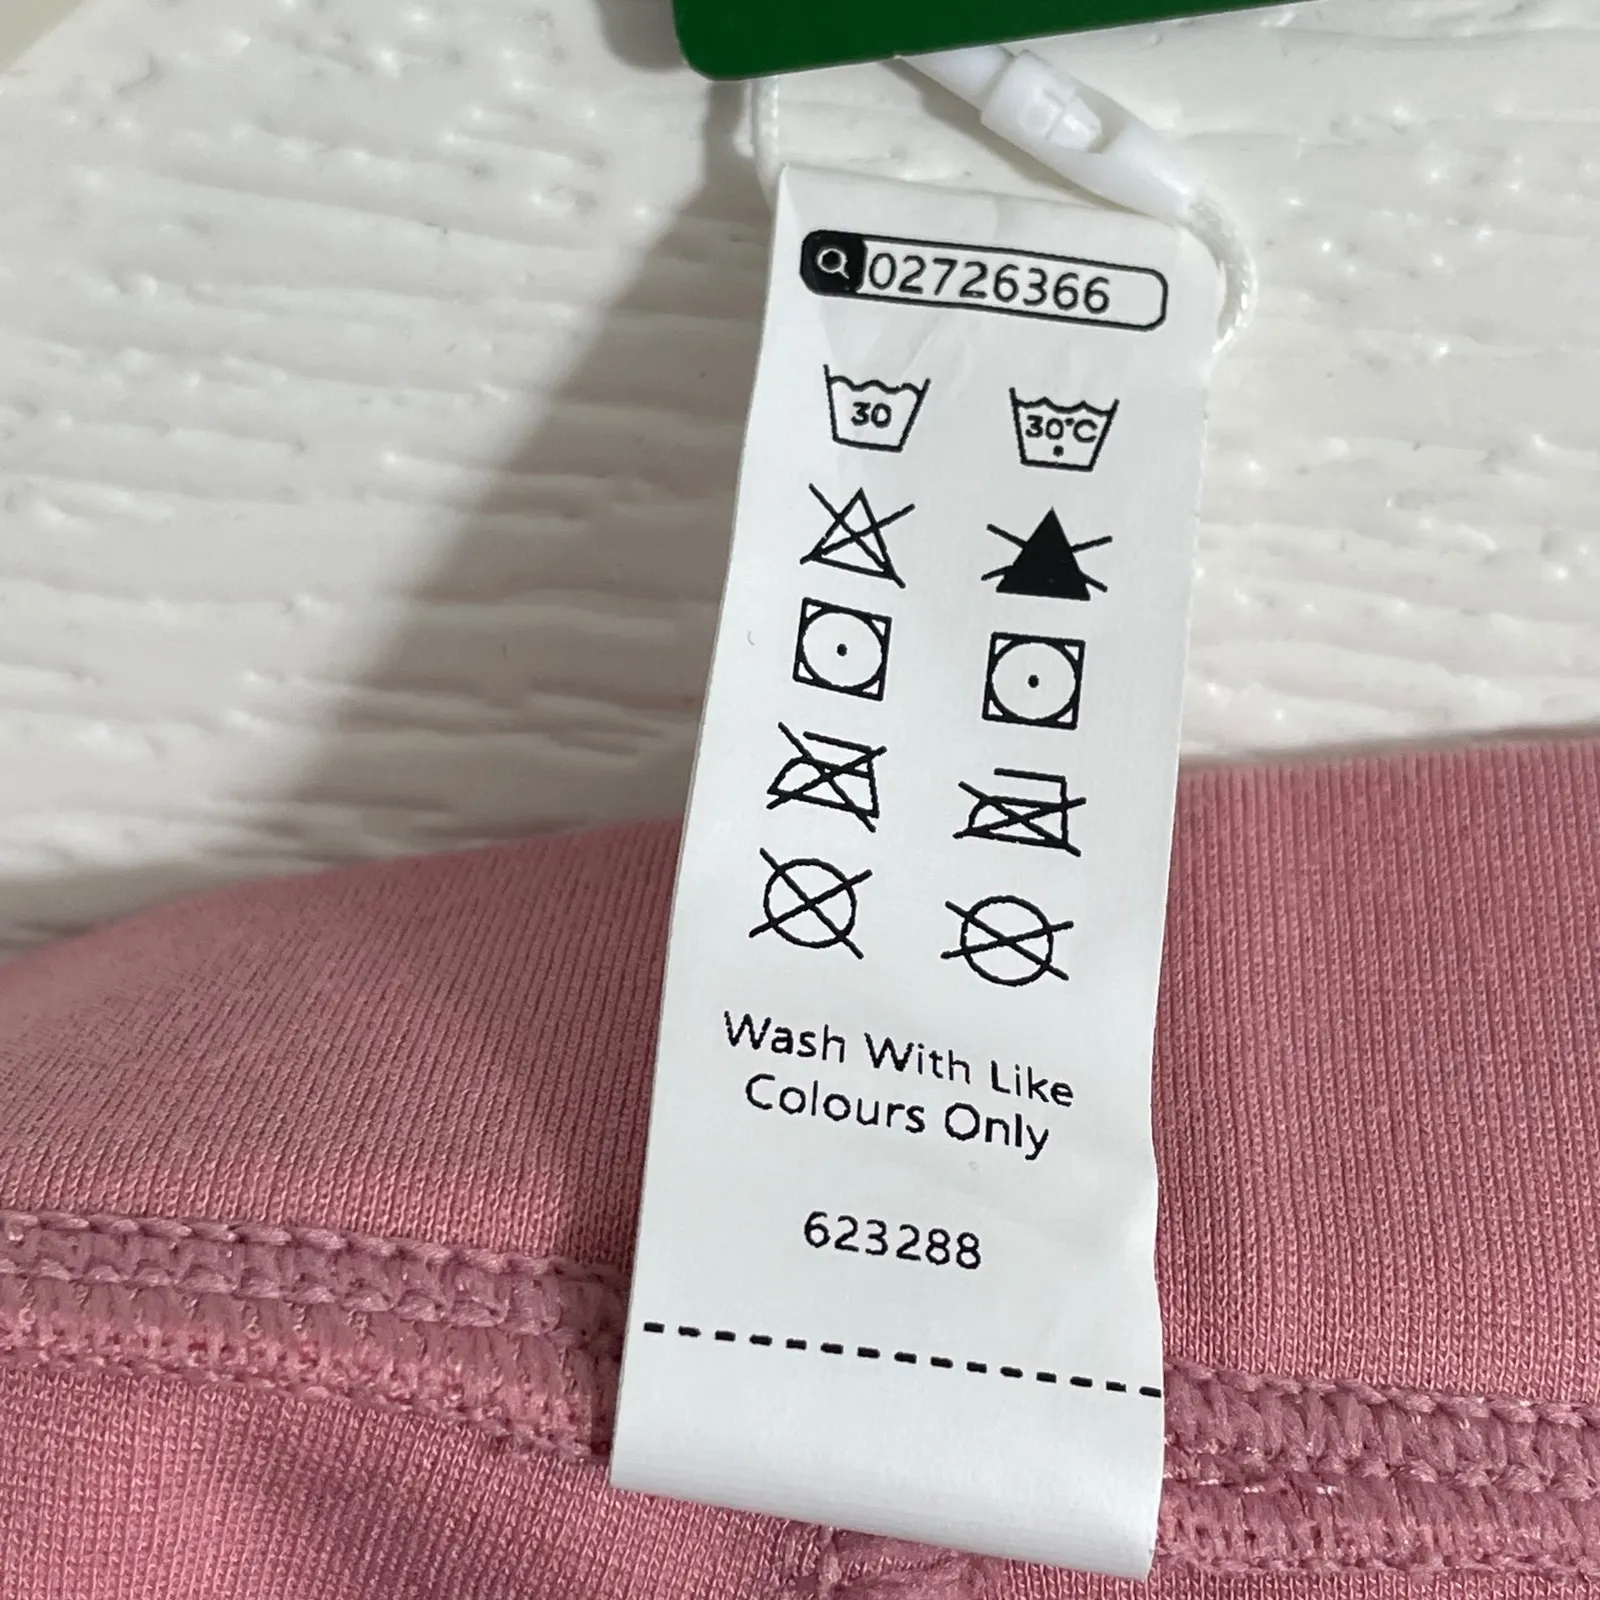 02726366
30 30°C
Wash With Like
Colours Only
623288